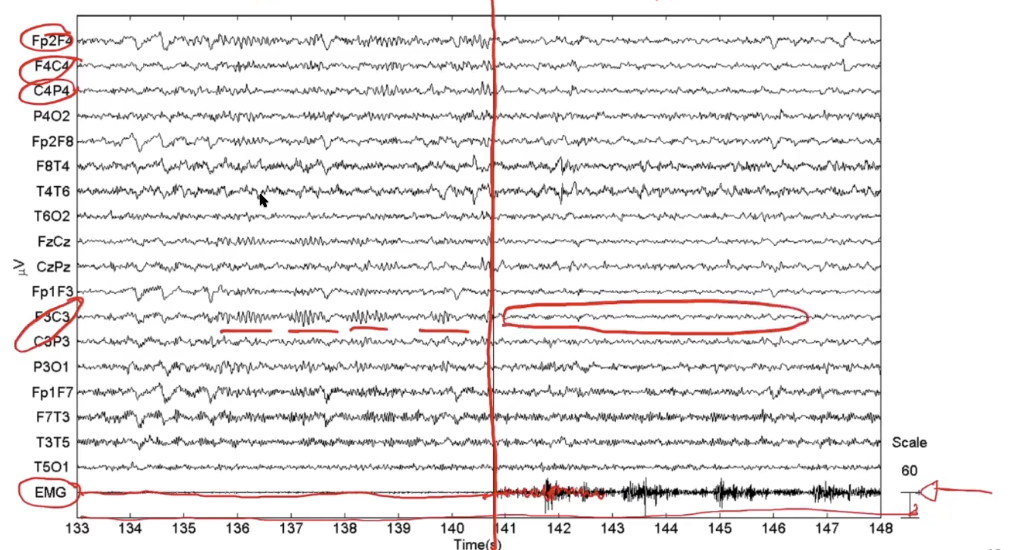 Fp2F4
F4C4
C4P4
P4O2
Fp2F8
F8T4
T4T6
T6O2
FzCz
CzPz
μV
Fp1F3
F3C3
C3P3
P3O1
Fp1F7
F7T3
T3T5
T5O1
EMG
Scale
60
133 134 135 136 137 138 139 140 141 142 143 144 145 146 147 148
Time(s)